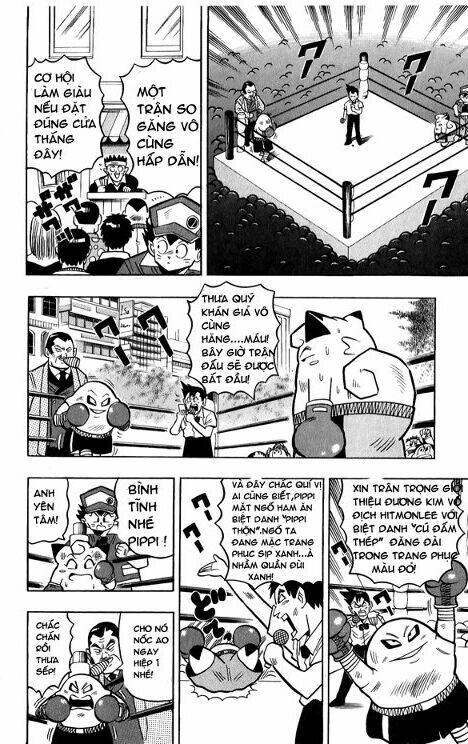 MỘT
TRẬN SO
GĂNG VÔ
CÙNG
HẤP DẪN!
CƠ HỘI
LÀM GIÀU
NẾU ĐẶT
ĐÚNG CỬA
THẮNG
ĐÂY!
THƯA QUÝ
KHÁN GIẢ VÔ
CÙNG
HÀNG....MÁU!
BÂY GIỜ TRẬN
ĐẤU SẼ ĐƯỢC
BẮT ĐẦU!
XIN TRÂN TRỌNG GIỚI
THIỆU ĐƯƠNG KIM VÔ
ĐỊCH HITMONLEE VỚI
BIỆT DANH "CÚ ĐẤM
THÉP" ĐANG ĐÀI
TRONG TRANG PHỤC
MÀU ĐỎ!
VÀ ĐÂY CHẮC QUÍ VỊ
AI CŨNG BIẾT,PIPPI
MẶT NGỐ HAM ĂN
BIỆT DANH "PIPPI
THỘN".NGỐ TA
ĐANG MẶC TRANG
PHỤC SỊP XANH...À
NHẦM QUẦN ĐÙI
XANH!
BÌNH
TĨNH
NHÉ
PIPPI !
ANH
YÊN
TÂM!
CHO NÓ
NỐC AO
NGAY
HIỆP 1
NHÉ!
CHẮC
CHẮN
RỒI
THƯA
SẾP!